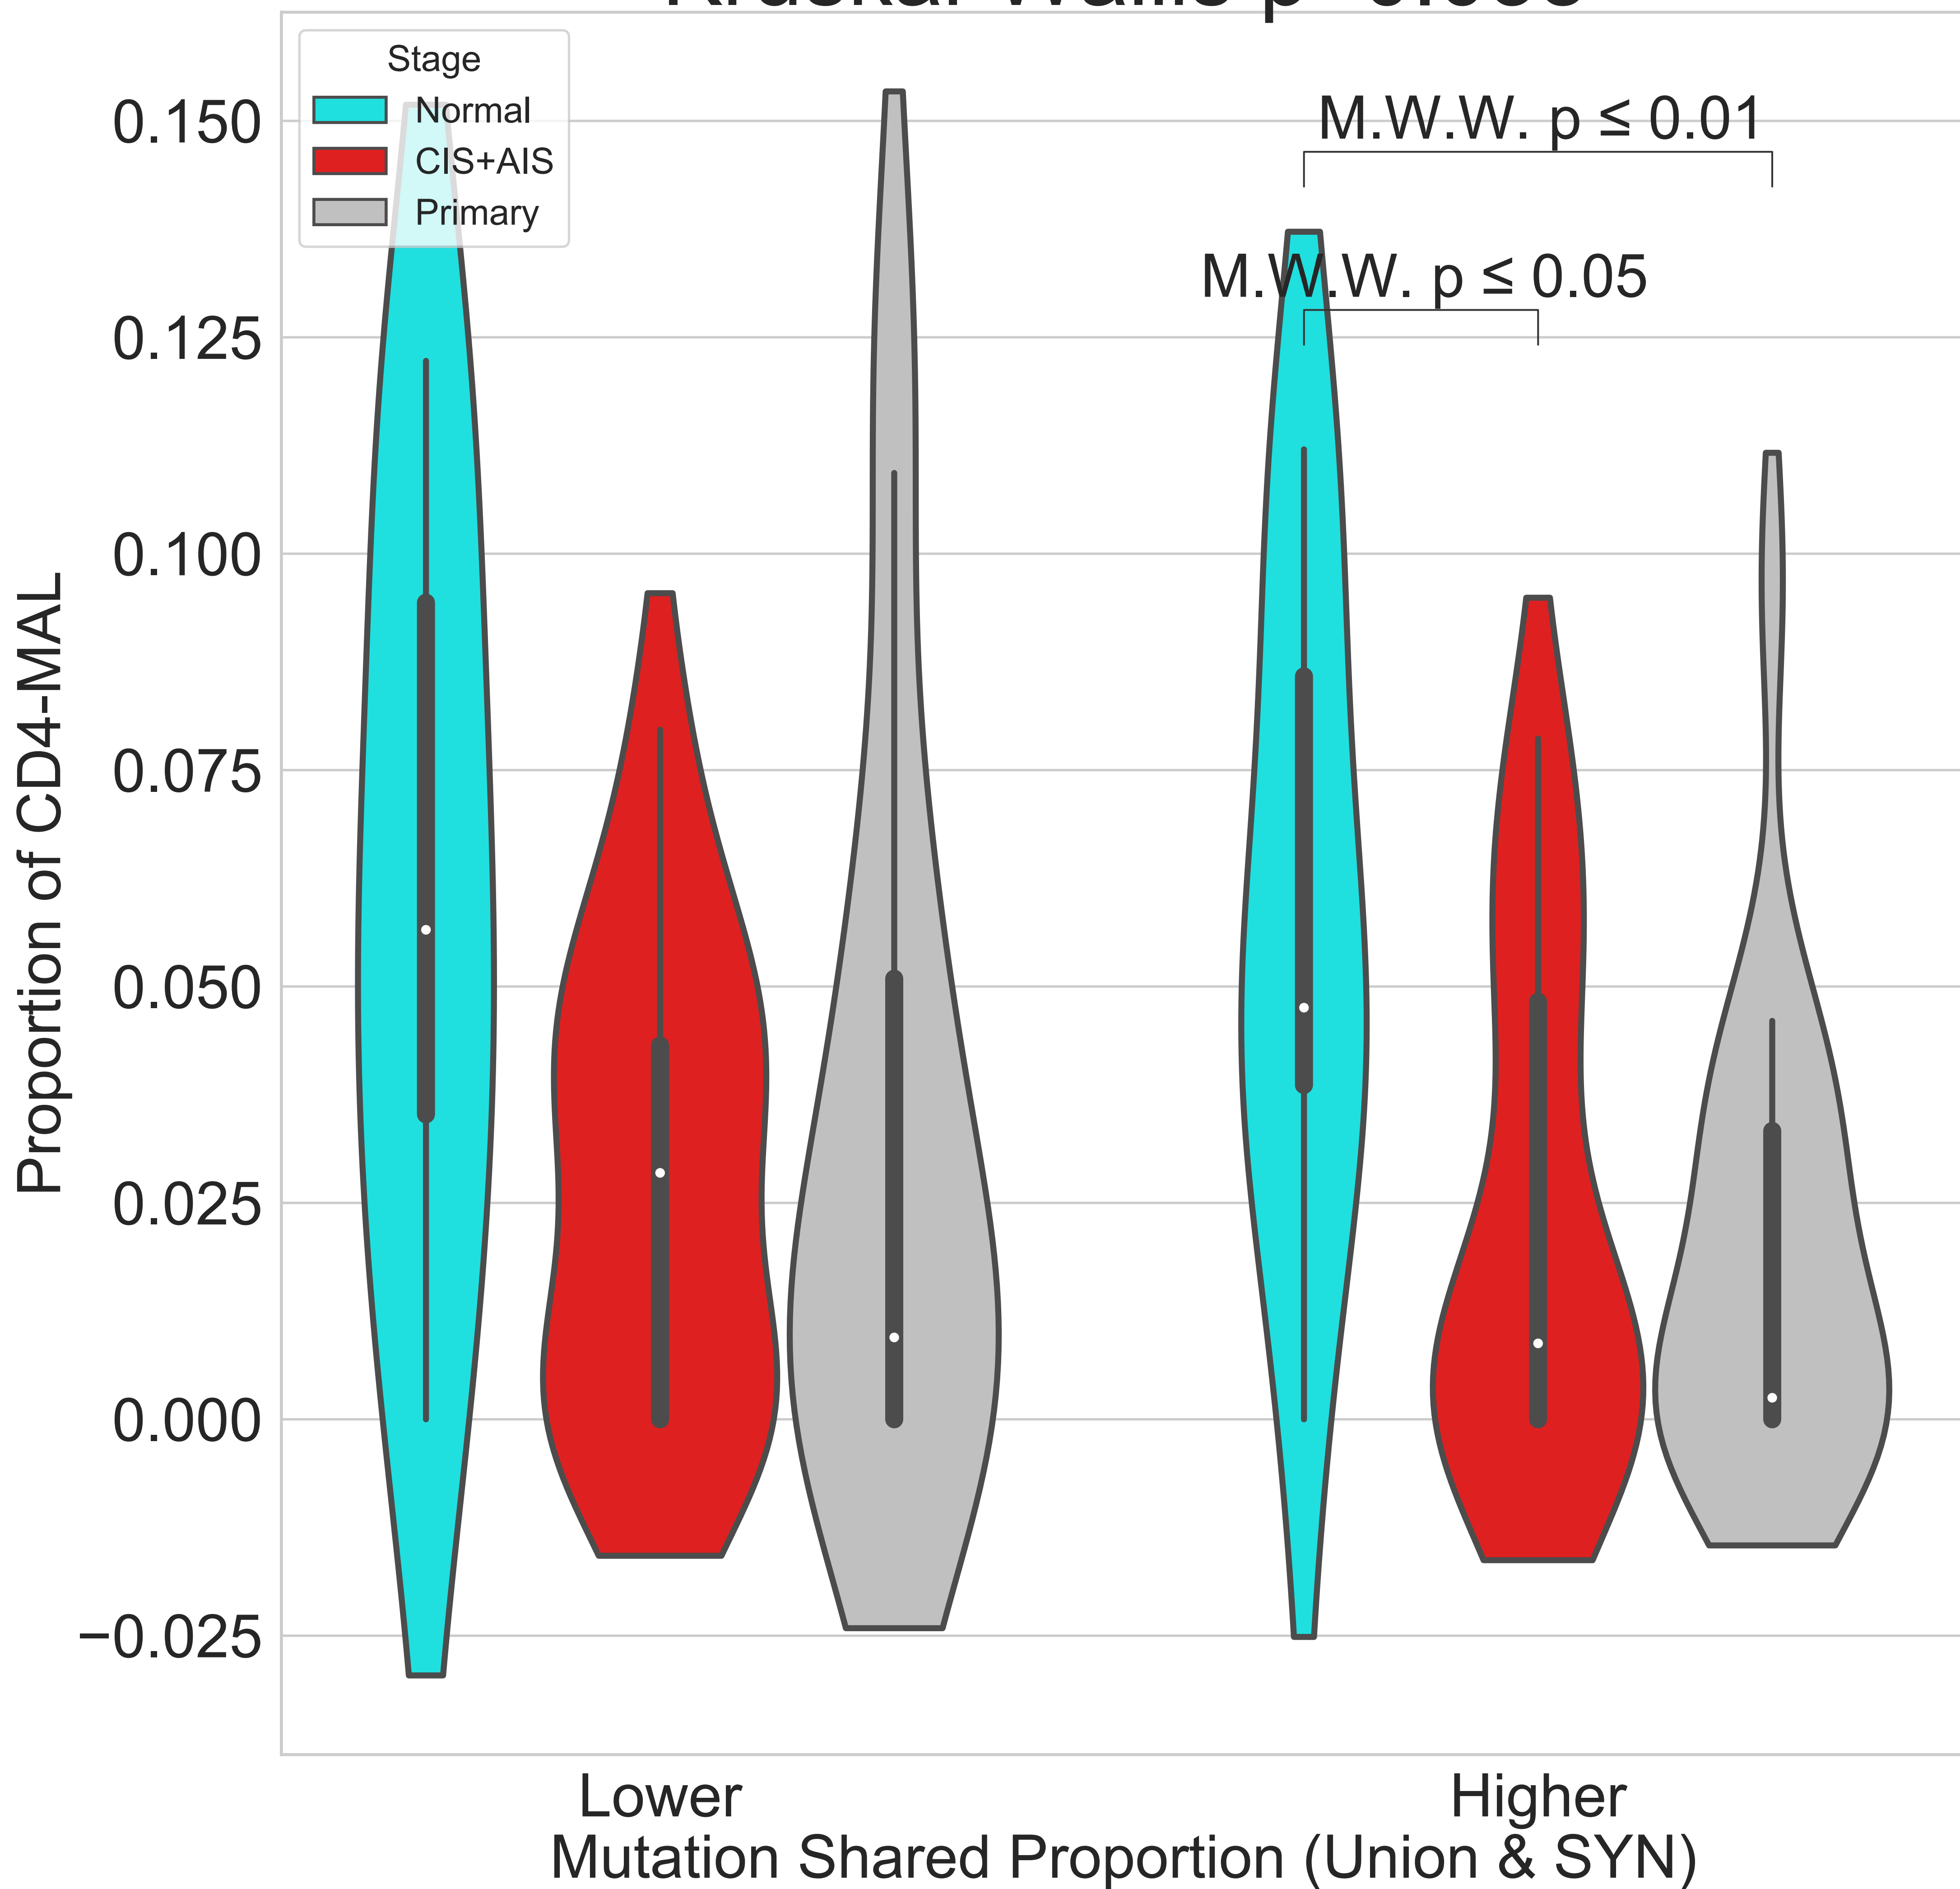 Stage
Normal
CIS+AIS
Primary
M.W.W. p ≤ 0.01
M.W.W. p ≤ 0.05
0.150
0.125
0.100
0.075
0.050
0.025
0.000
−0.025
Proportion of CD4-MAL
Lower
Higher
Mutation Shared Proportion (Union & SYN)